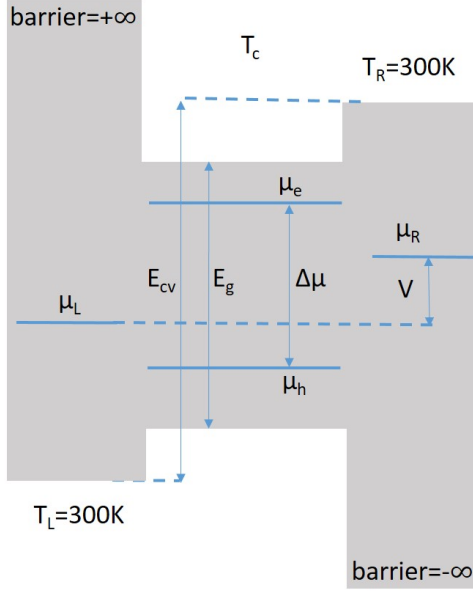 barrier=+∞
T_c
T_R=300K
μ_e
μ_R
E_cv
E_g
Δμ
V
μ_L
μ_h
T_L=300K
barrier=-∞